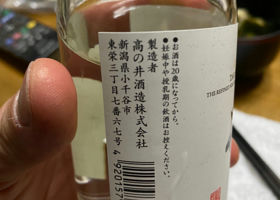 ●お酒は20歳になってから。
●妊娠中や授乳期の飲酒はお控えください。
製造者
高の井酒造株式会社
新潟県小千谷市
東栄三丁目七番六七号
4
920157